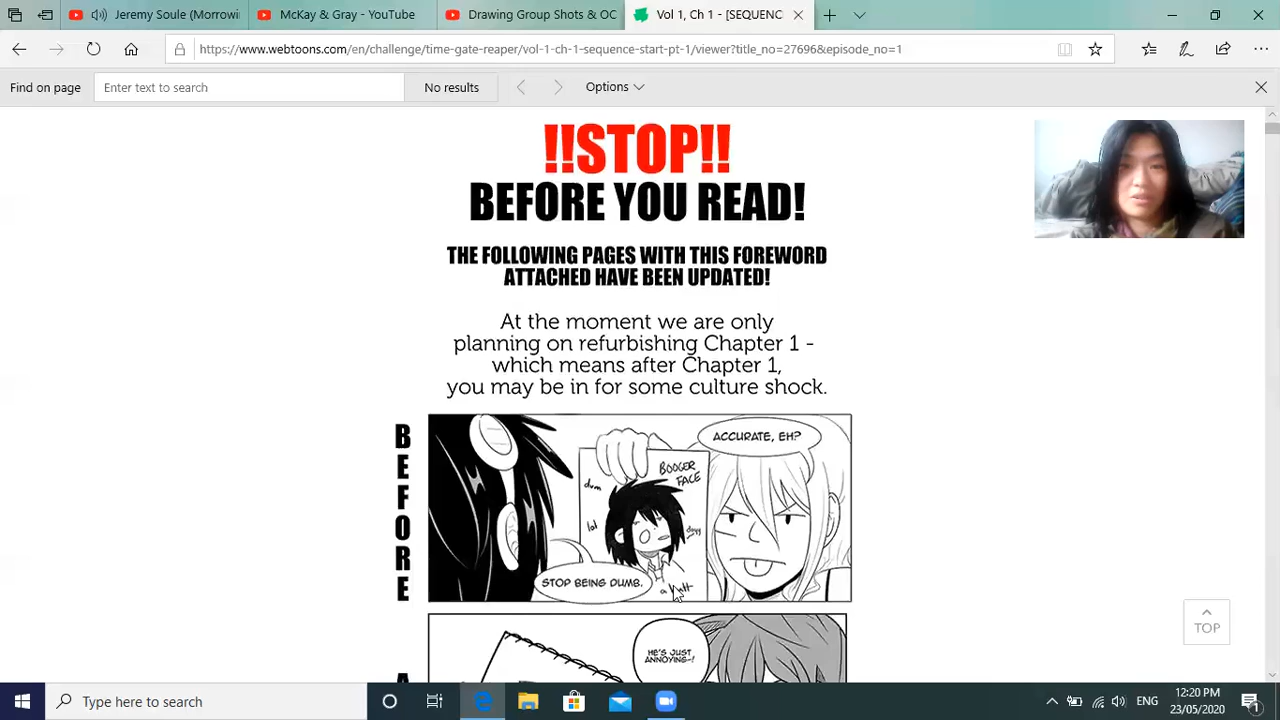 Jeremy Soule Morrowi
McKay & Gray - YouTube
Drawing Group Shots & OC
Vol 1, Ch 1 - [SEQUENC
https://www.webtoons.com/en/challenge/time-gate-reaper/vol-1-ch-1-sequence-start-pt-1/viewer?title_no=27696&episode_no=1
Find on page
Enter text to search
No results
Options
!!STOP!!
BEFORE YOU READ!
THE FOLLOWING PAGES WITH THIS FOREWORD
ATTACHED HAVE BEEN UPDATED!
At the moment we are only
planning on refurbishing Chapter 1 -
which means after Chapter 1,
you may be in for some culture shock.
BEFORE
ACCURATE, EH?
BOOGER
FACE
dum
lol
STOP BEING DUMB.
HE'S JUST
ANNOYING-!
A
TOP
Type here to search
ENG
12:20 PM
23/05/2020
1